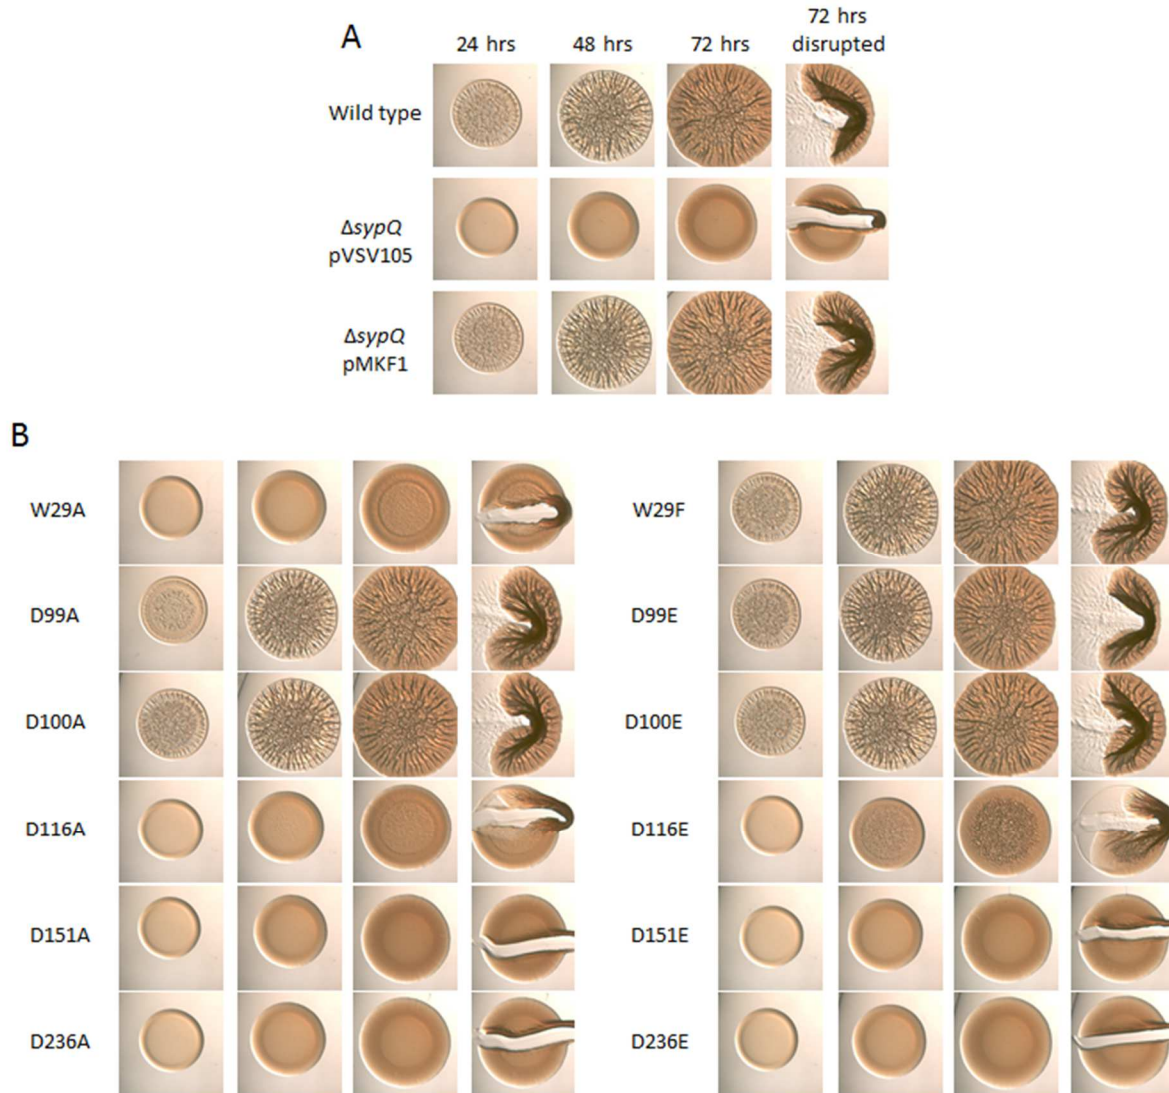 A
24 hrs
48 hrs
72 hrs
72 hrs
disrupted
Wild type
ΔsypQ
pVSV105
ΔsypQ
pMKF1
B
W29A
W29F
D99A
D99E
D100A
D100E
D116A
D116E
D151A
D151E
D236A
D236E